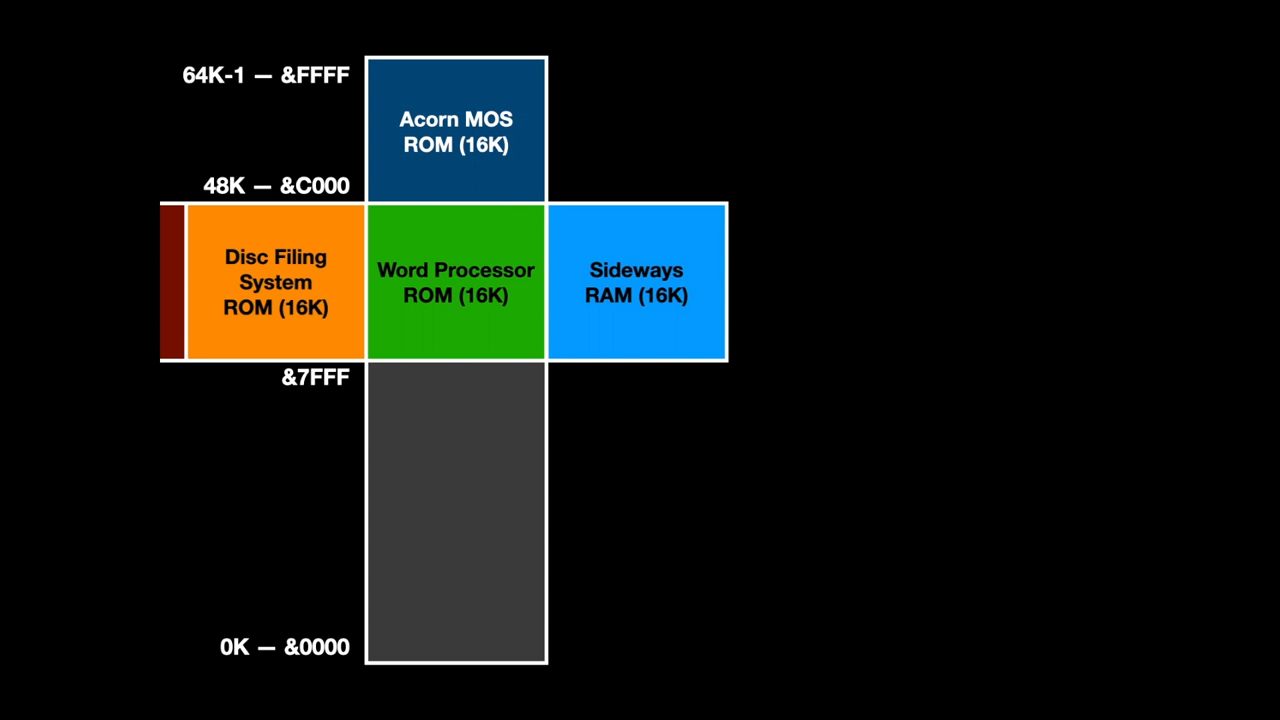 64K-1 — &FFFF
Acorn MOS
ROM (16K)
48K — &C000
Disc Filing
System
ROM (16K)
Word Processor
ROM (16K)
Sideways
RAM (16K)
&7FFF
0K — &0000